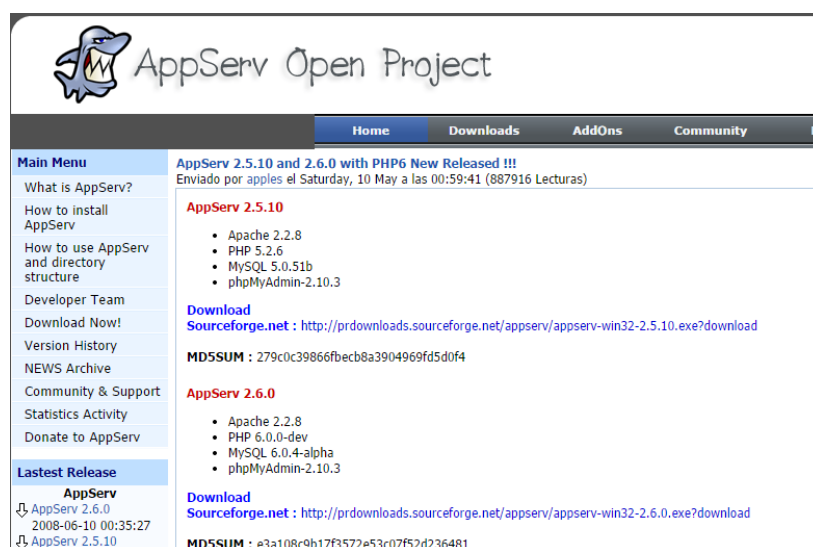 AppServ Open Project
Home Downloads AddOns Community
Main Menu
What is AppServ?
How to install
AppServ
How to use AppServ
and directory
structure
Developer Team
Download Now!
Version History
NEWS Archive
Community & Support
Statistics Activity
Donate to AppServ
Lastest Release
AppServ
AppServ 2.6.0
2008-06-10 00:35:27
AppServ 2.5.10
AppServ 2.5.10 and 2.6.0 with PHP6 New Released !!!
Enviado por apples el Saturday, 10 May a las 00:59:41 (887916 Lecturas)
AppServ 2.5.10
• Apache 2.2.8
• PHP 5.2.6
• MySQL 5.0.51b
• phpMyAdmin-2.10.3
Download
Sourceforge.net : http://prdownloads.sourceforge.net/appserv/appserv-win32-2.5.10.exe?download
MD5SUM : 279c0c39866fbecb8a3904969fd5d0f4
AppServ 2.6.0
• Apache 2.2.8
• PHP 6.0.0-dev
• MySQL 6.0.4-alpha
• phpMyAdmin-2.10.3
Download
Sourceforge.net : http://prdownloads.sourceforge.net/appserv/appserv-win32-2.6.0.exe?download
MD5SUM : e3a108c9b17f3572e53c07f52d236481